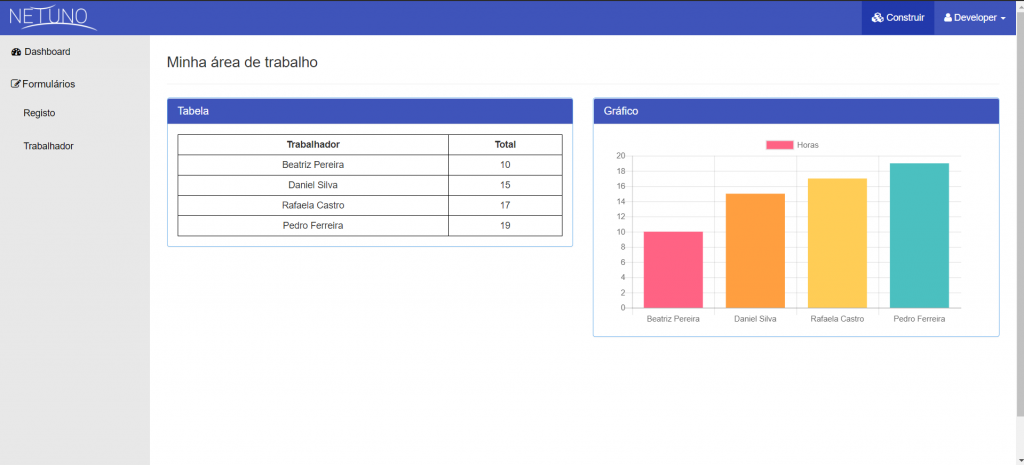 NETUNO
Construir
Developer
Dashboard
Formulários
Registo
Trabalhador
Minha área de trabalho
Tabela
Trabalhador Total
Beatriz Pereira 10
Daniel Silva 15
Rafaela Castro 17
Pedro Ferreira 19
Gráfico
Horas
20
18
16
14
12
10
8
6
4
2
0
Beatriz Pereira Daniel Silva Rafaela Castro Pedro Ferreira